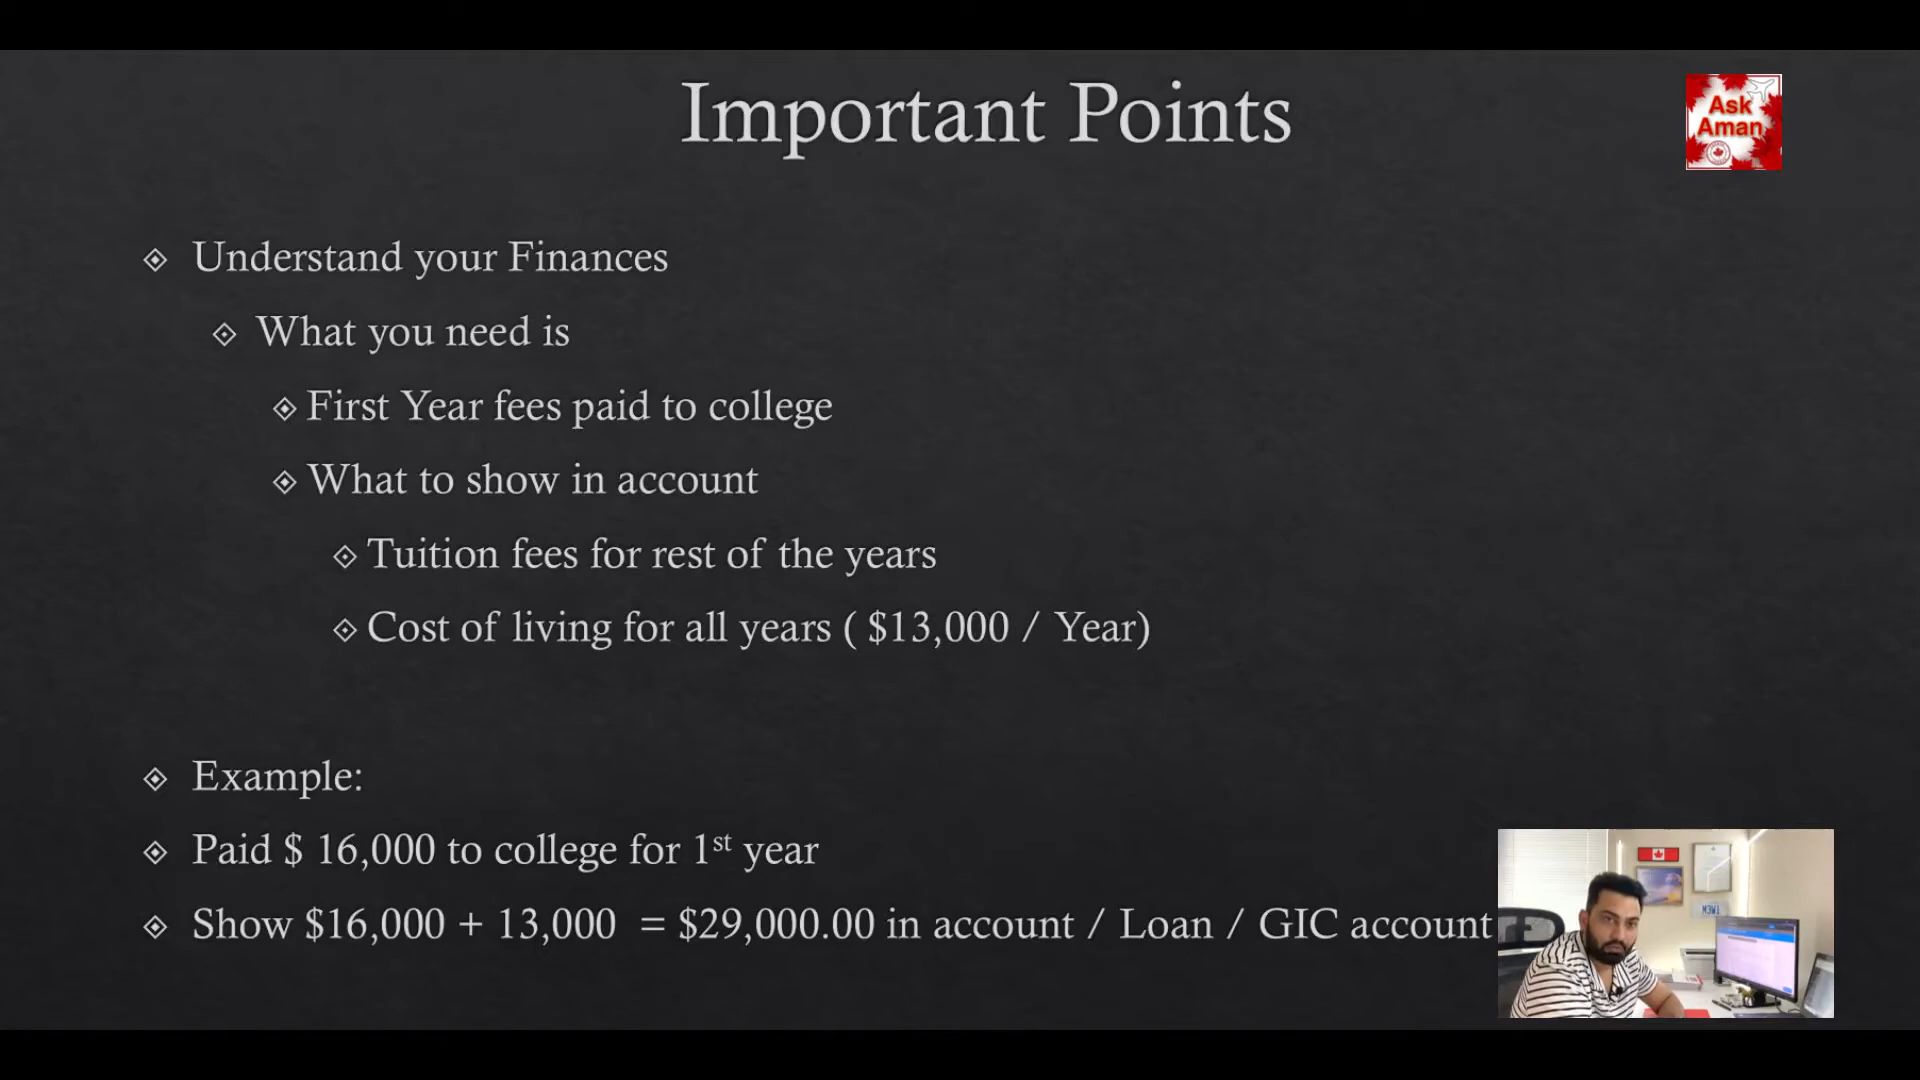 Important Points
Ask
Aman
Understand your Finances
What you need is
First Year fees paid to college
What to show in account
Tuition fees for rest of the years
Cost of living for all years ( $13,000 / Year)
Example:
Paid $ 16,000 to college for 1st year
Show $16,000 + 13,000 = $29,000.00 in account / Loan / GIC account